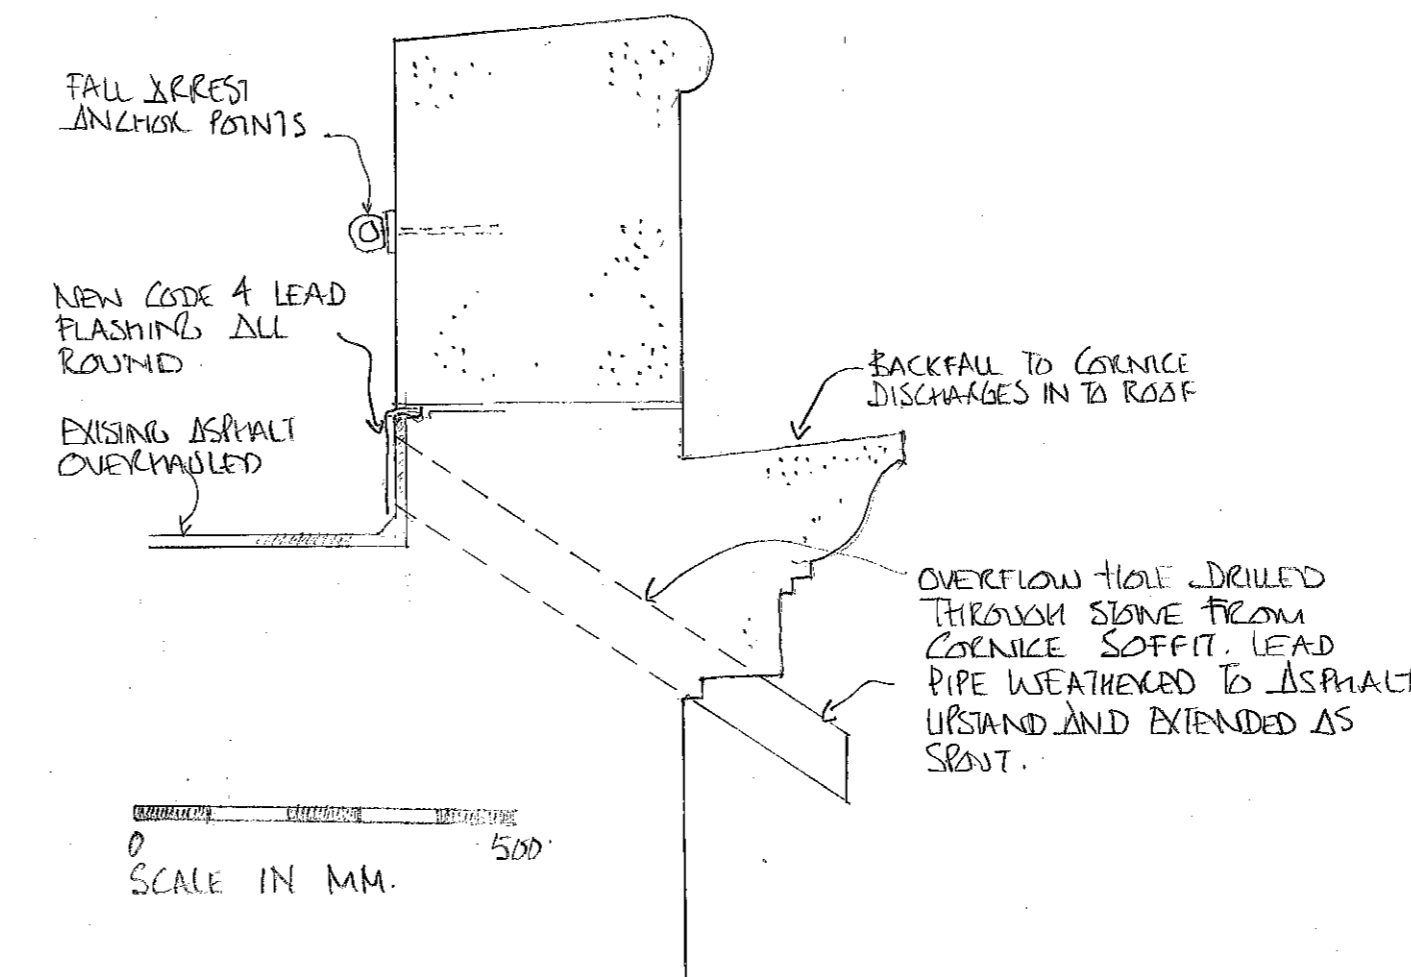 FALL ARREST
ANCHOR POINTS
NEW CODE 4 LEAD
FLASHING ALL
ROUND
EXISTING ASPHALT
OVERHAULED
BACKFALL TO CORNICE
DISCHARGES IN TO ROOF
OVERFLOW HOLE DRILLED
THROUGH STONE FROM
CORNICE SOFFIT. LEAD
PIPE WEATHERED TO ASPHALT
UPSTAND AND EXTENDED AS
SPOUT.
0 500
SCALE IN MM.